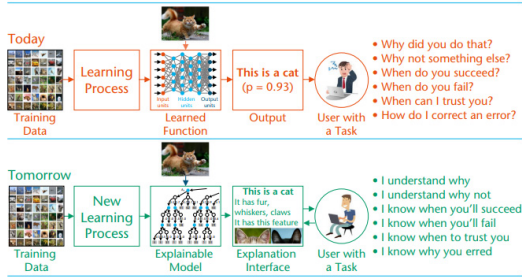 Today
Training
Data
Learning
Process
Input
units
Hidden
units
Output
units
Learned
Function
This is a cat
(p = 0.93)
Output
User with
a Task
• Why did you do that?
• Why not something else?
• When do you succeed?
• When do you fail?
• When can I trust you?
• How do I correct an error?
Tomorrow
Training
Data
New
Learning
Process
Explainable
Model
This is a cat
It has fur,
whiskers, claws
It has this feature
Explanation
Interface
User with
a Task
• I understand why
• I understand why not
• I know when you'll succeed
• I know when you'll fail
• I know when to trust you
• I know why you erred